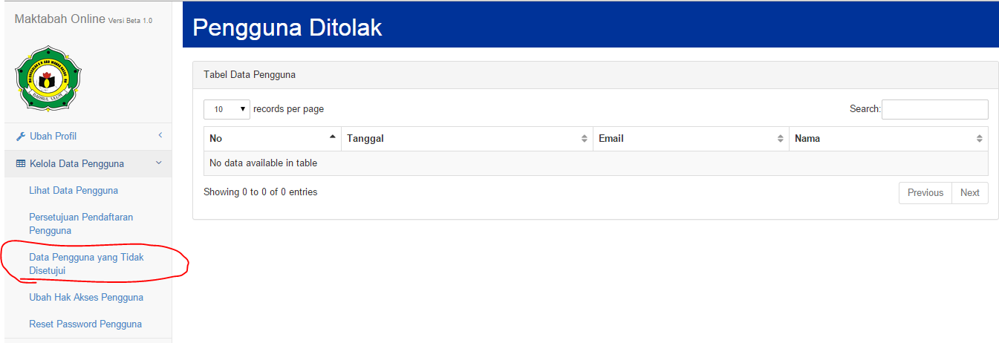 Maktabah Online Versi Beta 1.0
BAHRUL ULUM
Ubah Profil
Kelola Data Pengguna
Lihat Data Pengguna
Persetujuan Pendaftaran
Pengguna
Data Pengguna yang Tidak
Disetujui
Ubah Hak Akses Pengguna
Reset Password Pengguna
Pengguna Ditolak
Tabel Data Pengguna
10 records per page
Search:
No Tanggal Email Nama
No data available in table
Showing 0 to 0 of 0 entries
Previous Next